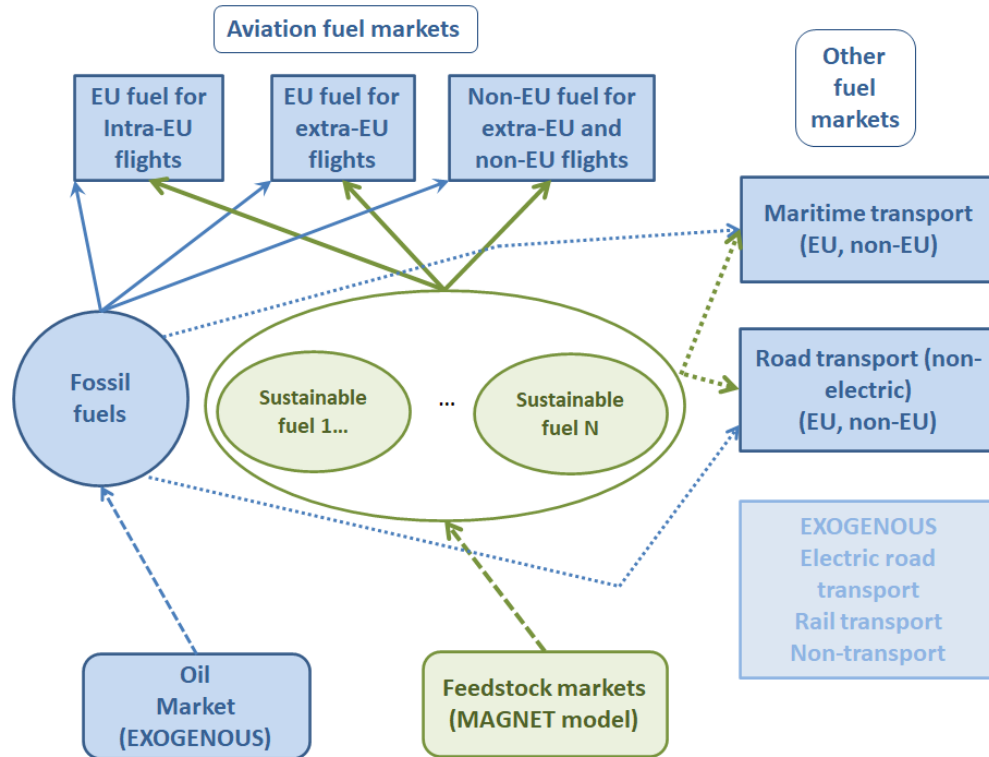 Aviation fuel markets
EU fuel for
Intra-EU
flights
EU fuel for
extra-EU
flights
Non-EU fuel for
extra-EU and
non-EU flights
Other
fuel
markets
Maritime transport
(EU, non-EU)
Fossil
fuels
Sustainable
fuel 1...
...
Sustainable
fuel N
Road transport (non-
electric)
(EU, non-EU)
EXOGENOUS
Electric road
transport
Rail transport
Non-transport
Oil
Market
(EXOGENOUS)
Feedstock markets
(MAGNET model)